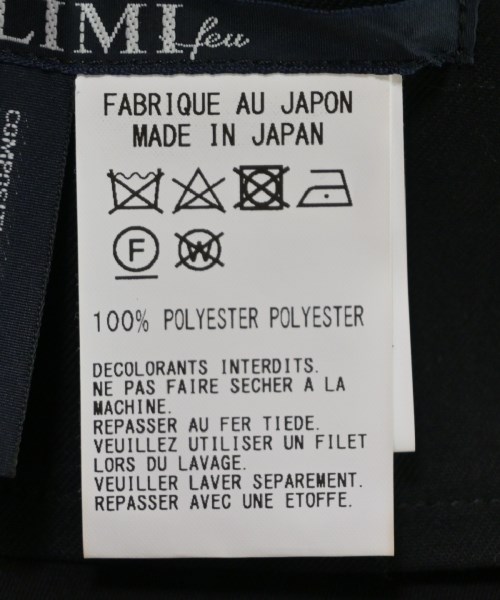 LIMI feu
FABRIQUE AU JAPON
MADE IN JAPAN
F
W
100% POLYESTER POLYESTER
DECOLORANTS INTERDITS.
NE PAS FAIRE SECHER A LA
MACHINE.
REPASSER AU FER TIEDE.
VEUILLEZ UTILISER UN FILET
LORS DU LAVAGE.
VEUILLER LAVER SEPAREMENT.
REPASSER AVEC UNE ETOFFE.